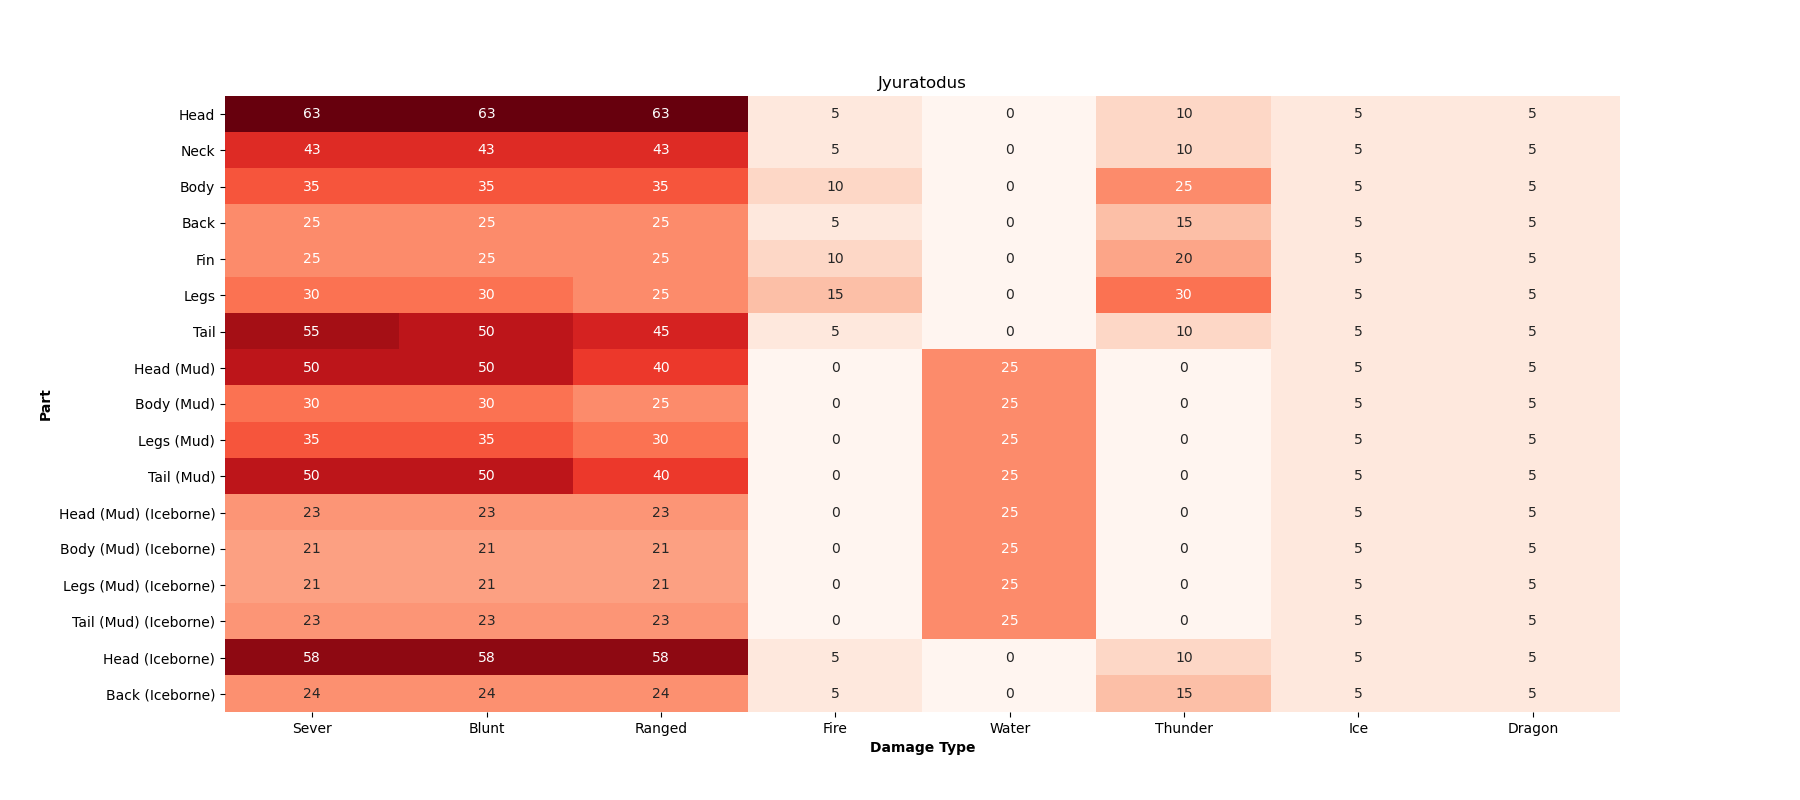 Jyuratodus
Head 63 63 63 5 0 10 5 5
Neck 43 43 43 5 0 10 5 5
Body 35 35 35 10 0 25 5 5
Back 25 25 25 5 0 15 5 5
Fin 25 25 25 10 0 20 5 5
Legs 30 30 25 15 0 30 5 5
Tail 55 50 45 5 0 10 5 5
Head (Mud) 50 50 40 0 25 0 5 5
Body (Mud) 30 30 25 0 25 0 5 5
Legs (Mud) 35 35 30 0 25 0 5 5
Tail (Mud) 50 50 40 0 25 0 5 5
Head (Mud) (Iceborne) 23 23 23 0 25 0 5 5
Body (Mud) (Iceborne) 21 21 21 0 25 0 5 5
Legs (Mud) (Iceborne) 21 21 21 0 25 0 5 5
Tail (Mud) (Iceborne) 23 23 23 0 25 0 5 5
Head (Iceborne) 58 58 58 5 0 10 5 5
Back (Iceborne) 24 24 24 5 0 15 5 5
Sever Blunt Ranged Fire Water Thunder Ice Dragon
Damage Type
Part